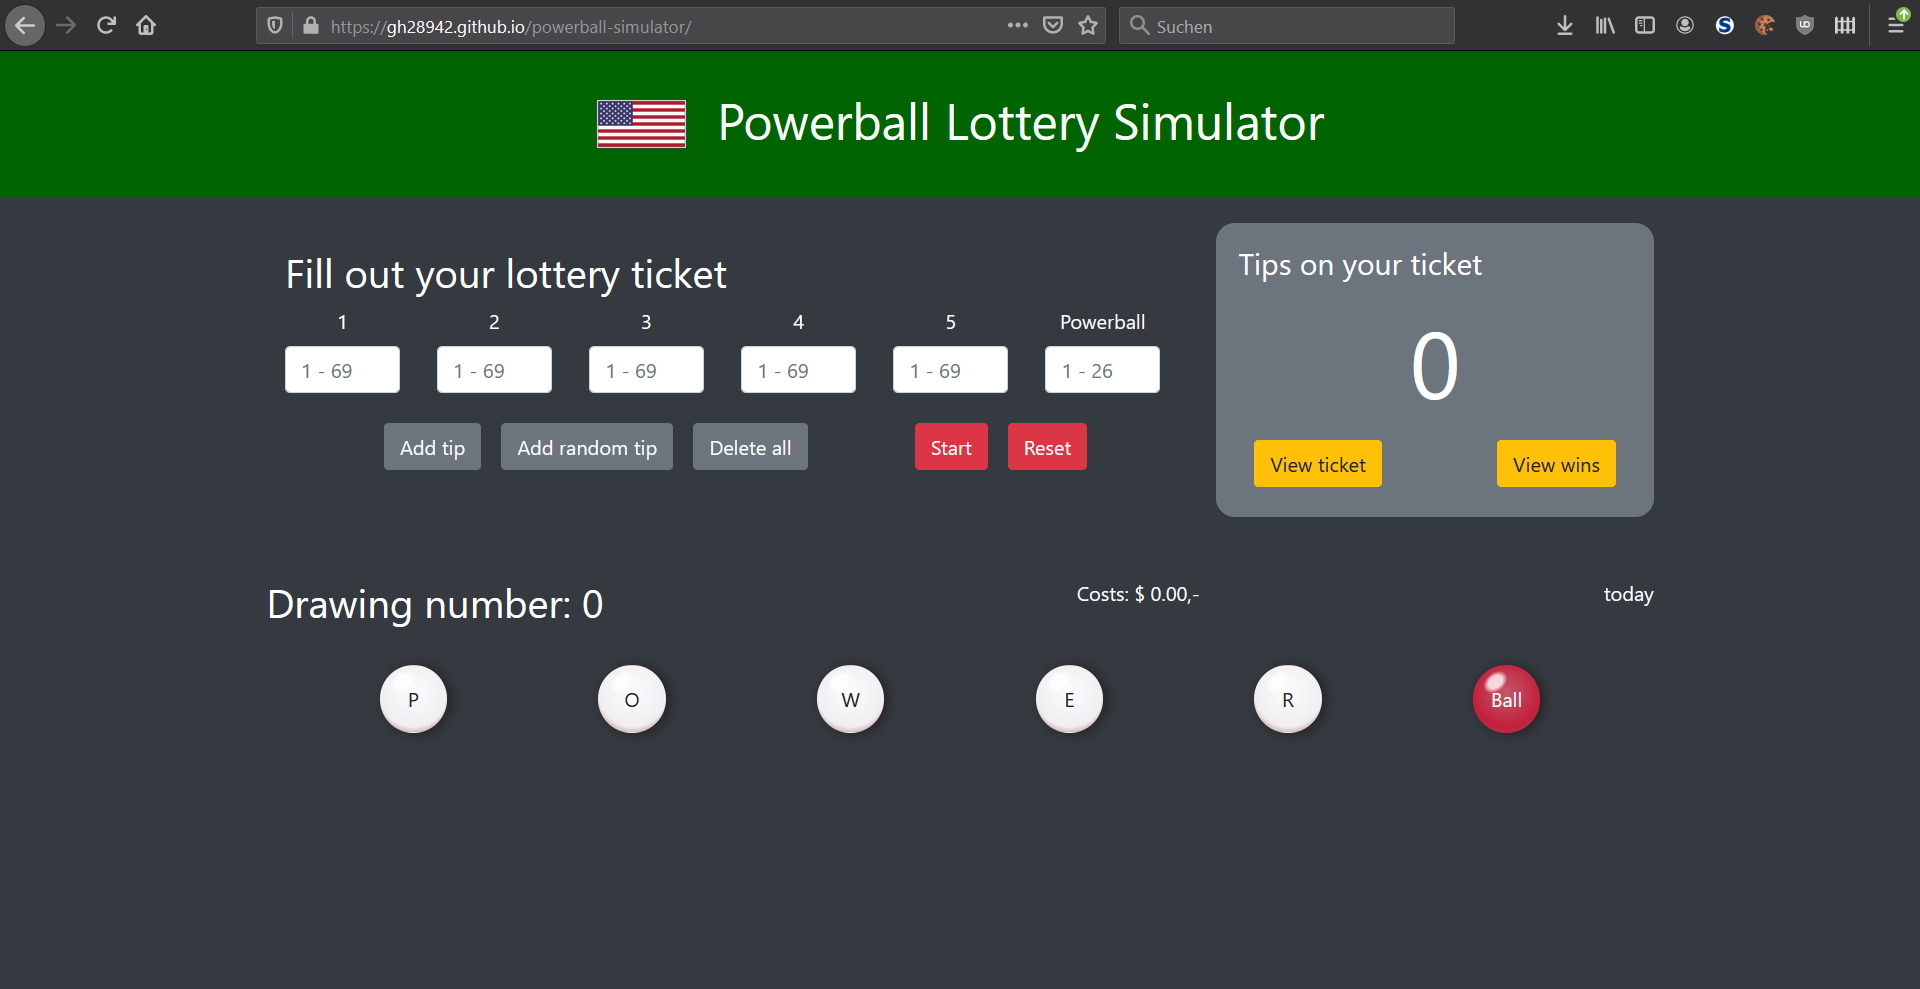 https://gh28942.github.io/powerball-simulator/
Suchen
Powerball Lottery Simulator
Fill out your lottery ticket
1 2 3 4 5 Powerball
1 - 69 1 - 69 1 - 69 1 - 69 1 - 69 1 - 26
Add tip Add random tip Delete all Start Reset
Tips on your ticket
0
View ticket View wins
Drawing number: 0 Costs: $ 0.00,- today
P O W E R Ball